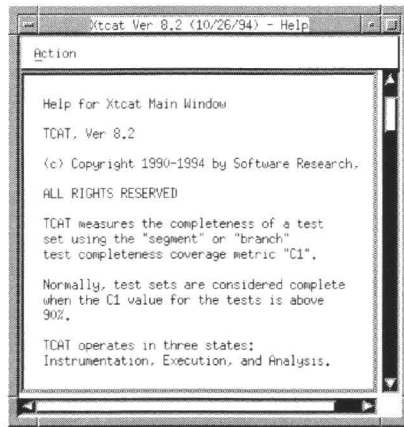 Xtcat Ver 8.2 (10/26/94) - Help
Action
Help for Xtcat Main Window
TCAT, Ver 8.2
(c) Copyright 1990-1994 by Software Research,
ALL RIGHTS RESERVED
TCAT measures the completeness of a test
set using the "segment" or "branch"
test completeness coverage metric "C1".
Normally, test sets are considered complete
when the C1 value for the tests is above
90%.
TCAT operates in three states:
Instrumentation, Execution, and Analysis.